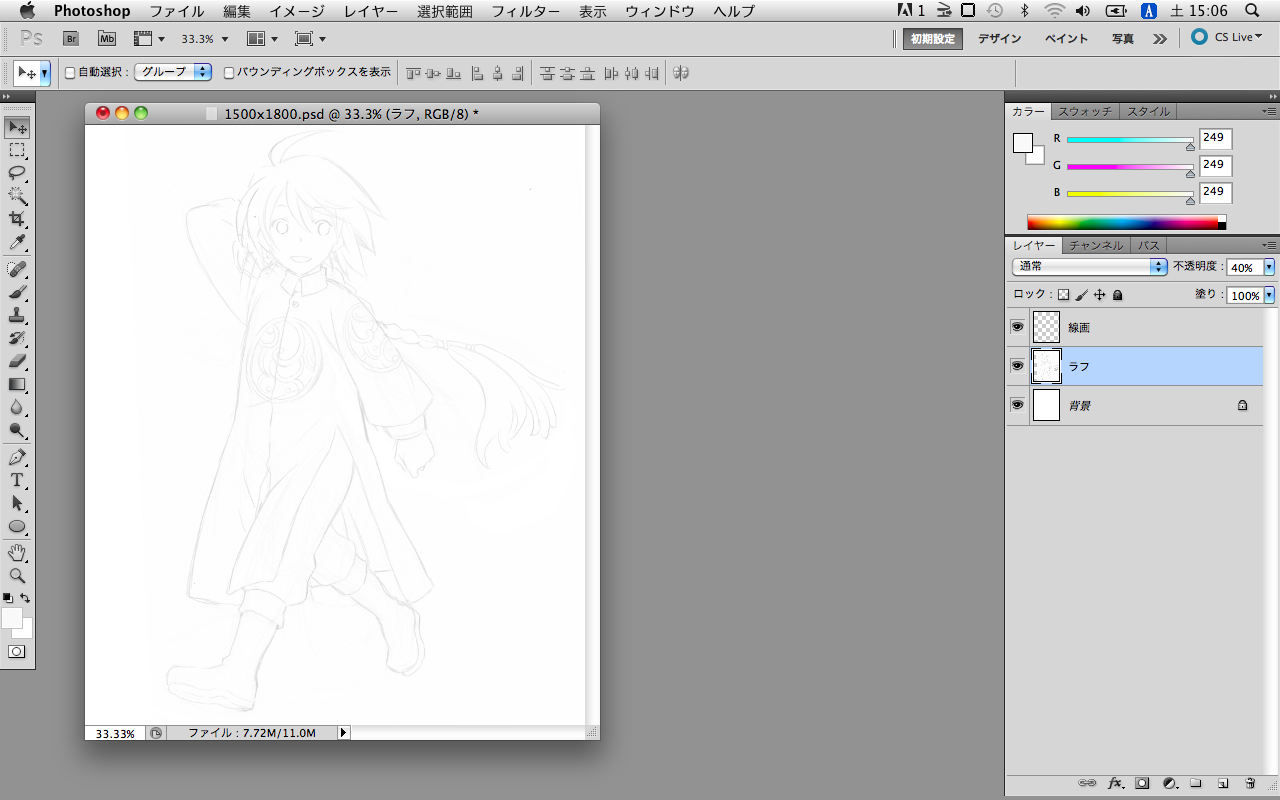 Photoshop ファイル 編集 イメージ レイヤー 選択範囲 フィルター 表示 ウィンドウ ヘルプ 1 A 土 15:06
Ps Br Mb 33.3% 初期設定 デザイン ペイント 写真 CS Live
自動選択 : グループ バウンディングボックスを表示
1500x1800.psd @ 33.3% (ラフ, RGB/8) *
33.33% ファイル : 7.72M/11.0M
カラー スウォッチ スタイル
R 249
G 249
B 249
レイヤー チャンネル パス
通常 不透明度 : 40%
ロック : 塗り : 100%
線画
ラフ
背景
fx
T